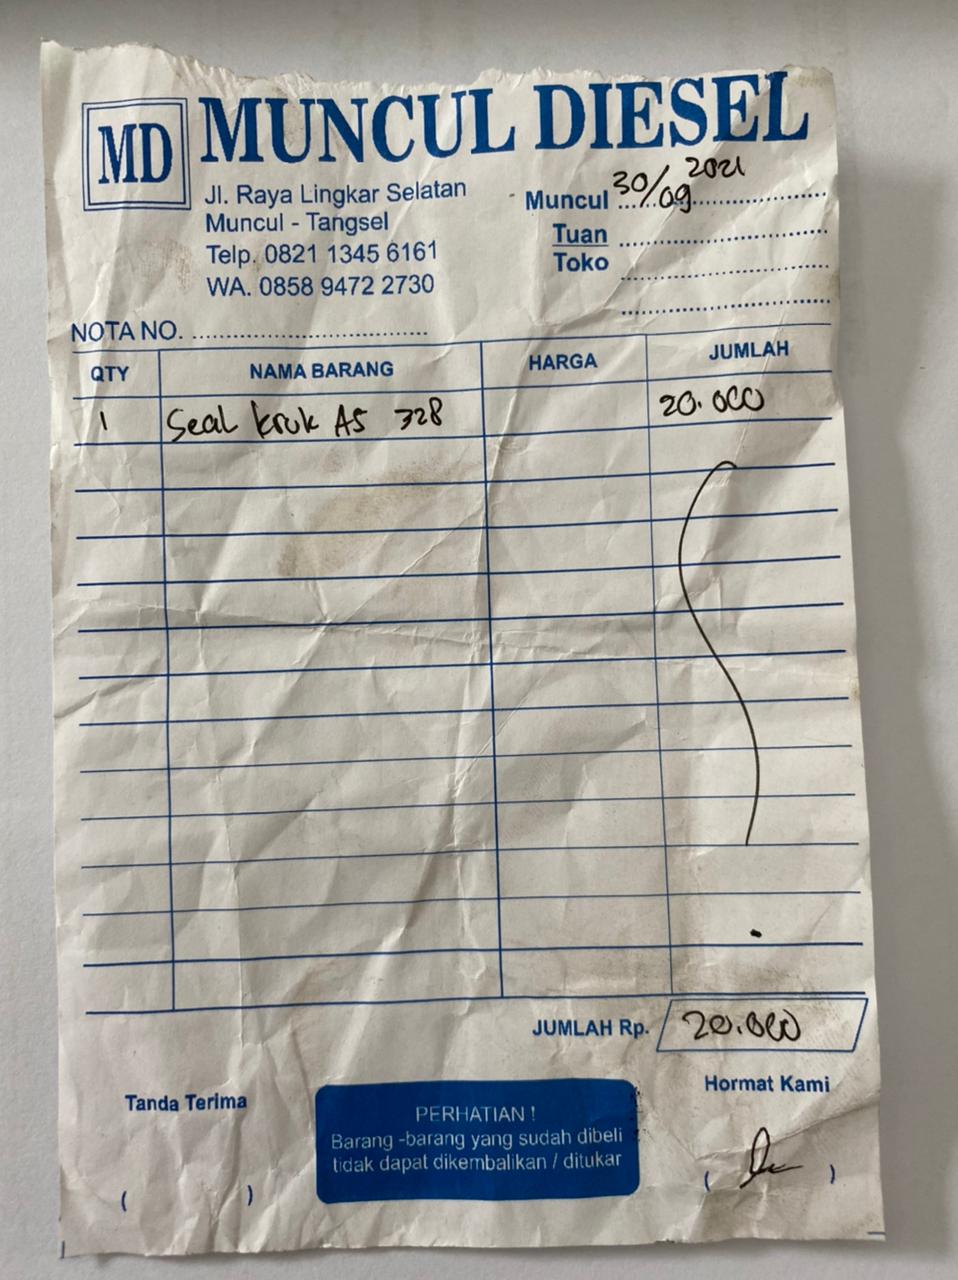 MD
MUNCUL DIESEL
Jl. Raya Lingkar Selatan
Muncul - Tangsel
Telp. 0821 1345 6161
WA. 0858 9472 2730
Muncul 30/09 2021
Tuan
Toko
NOTA NO.
QTY NAMA BARANG HARGA JUMLAH
1 Seal kruk As 328 20.000
JUMLAH Rp. 20.000
Tanda Terima
Hormat Kami
PERHATIAN !
Barang -barang yang sudah dibeli
tidak dapat dikembalikan / ditukar
( )
( )